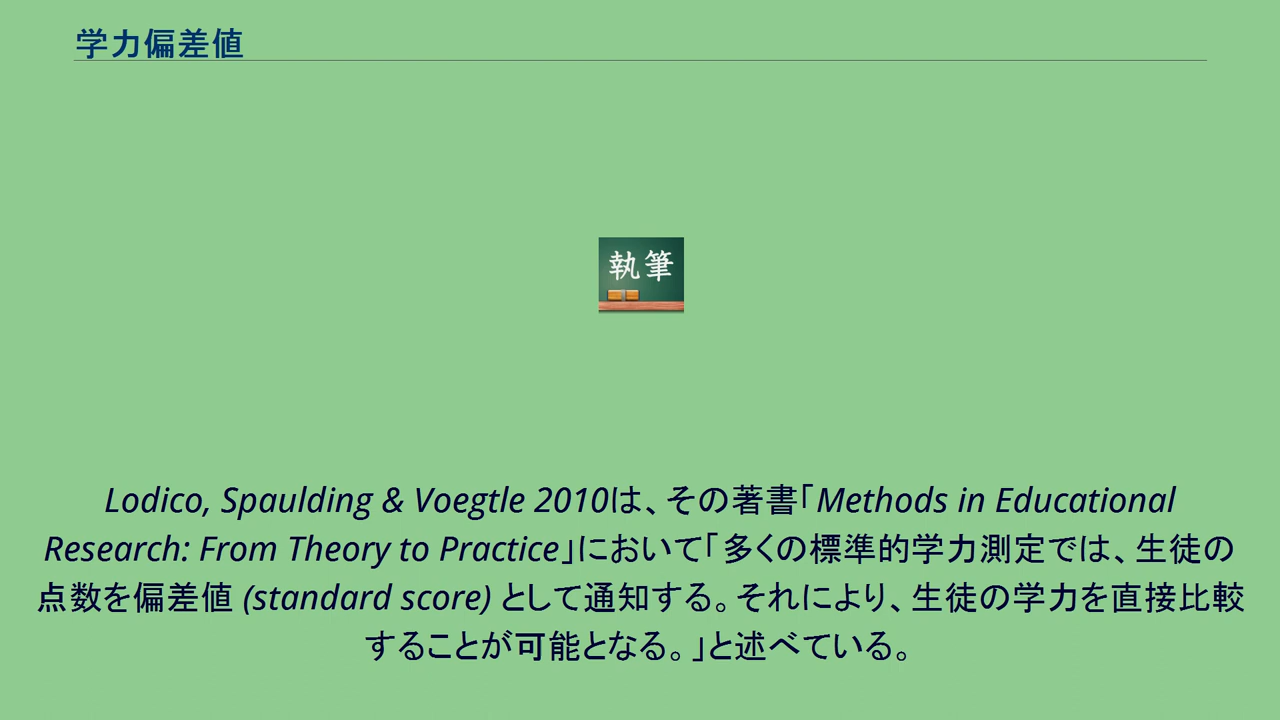 学力偏差値
執筆
Lodico, Spaulding & Voegtle 2010は、その著書「Methods in Educational
Research: From Theory to Practice」において「多くの標準的学力測定では、生徒の
点数を偏差値 (standard score) として通知する。それにより、生徒の学力を直接比較
することが可能となる。」と述べている。